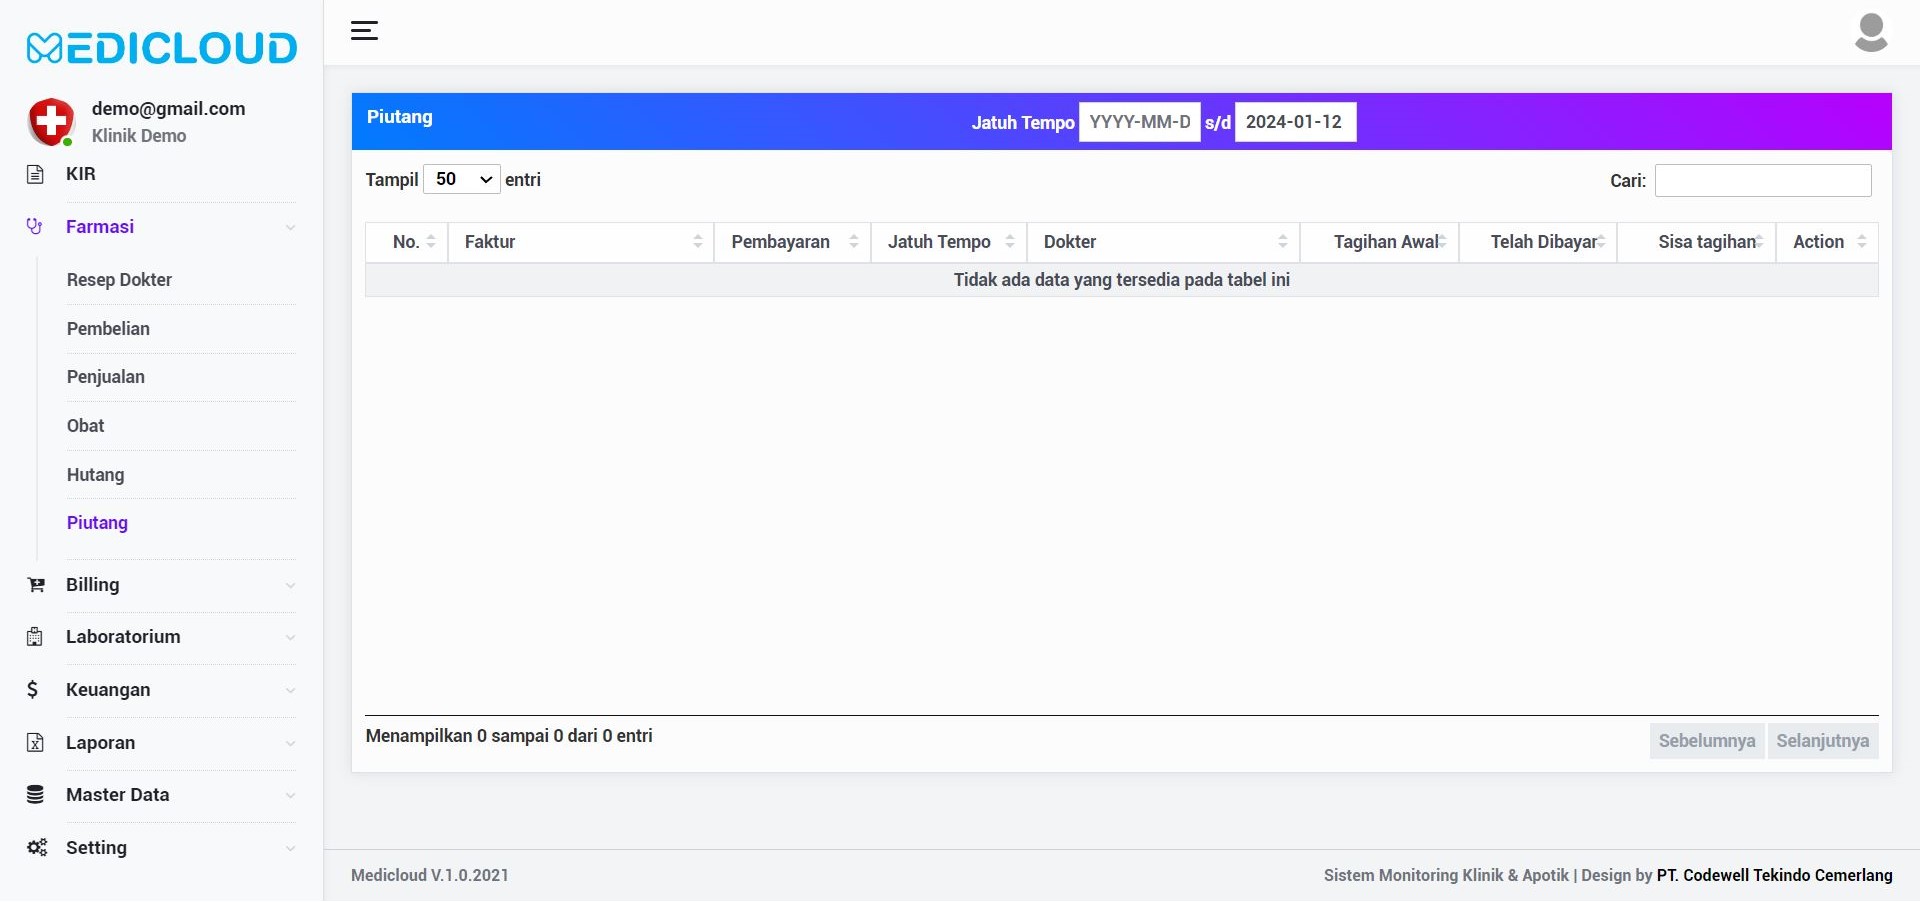 MEDICLOUD
demo@gmail.com
Klinik Demo
KIR
Farmasi
Resep Dokter
Pembelian
Penjualan
Obat
Hutang
Piutang
Billing
Laboratorium
Keuangan
Laporan
Master Data
Setting
Piutang
Jatuh Tempo YYYY-MM-D s/d 2024-01-12
Tampil 50 entri
Cari:
No. Faktur Pembayaran Jatuh Tempo Dokter Tagihan Awal Telah Dibayar Sisa tagihan Action
Tidak ada data yang tersedia pada tabel ini
Menampilkan 0 sampai 0 dari 0 entri
Sebelumnya Selanjutnya
Medicloud V.1.0.2021
Sistem Monitoring Klinik & Apotik | Design by PT. Codewell Tekindo Cemerlang